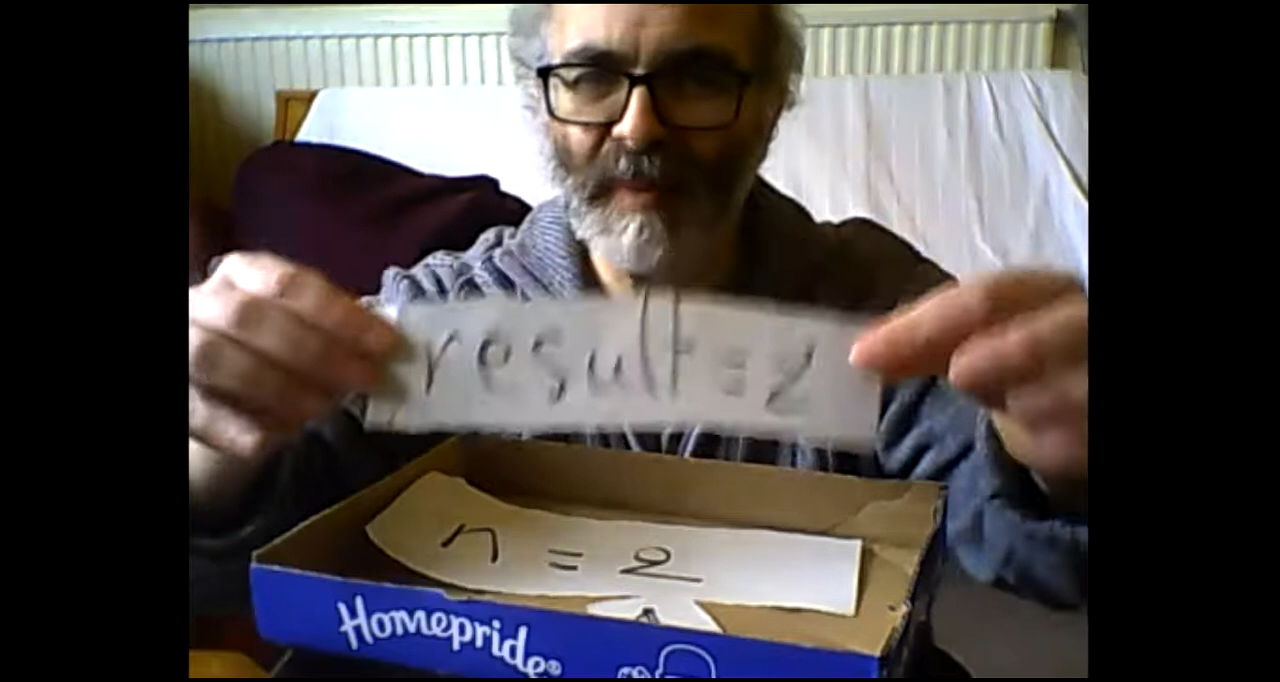 result = 2
n = 2
Homepride®